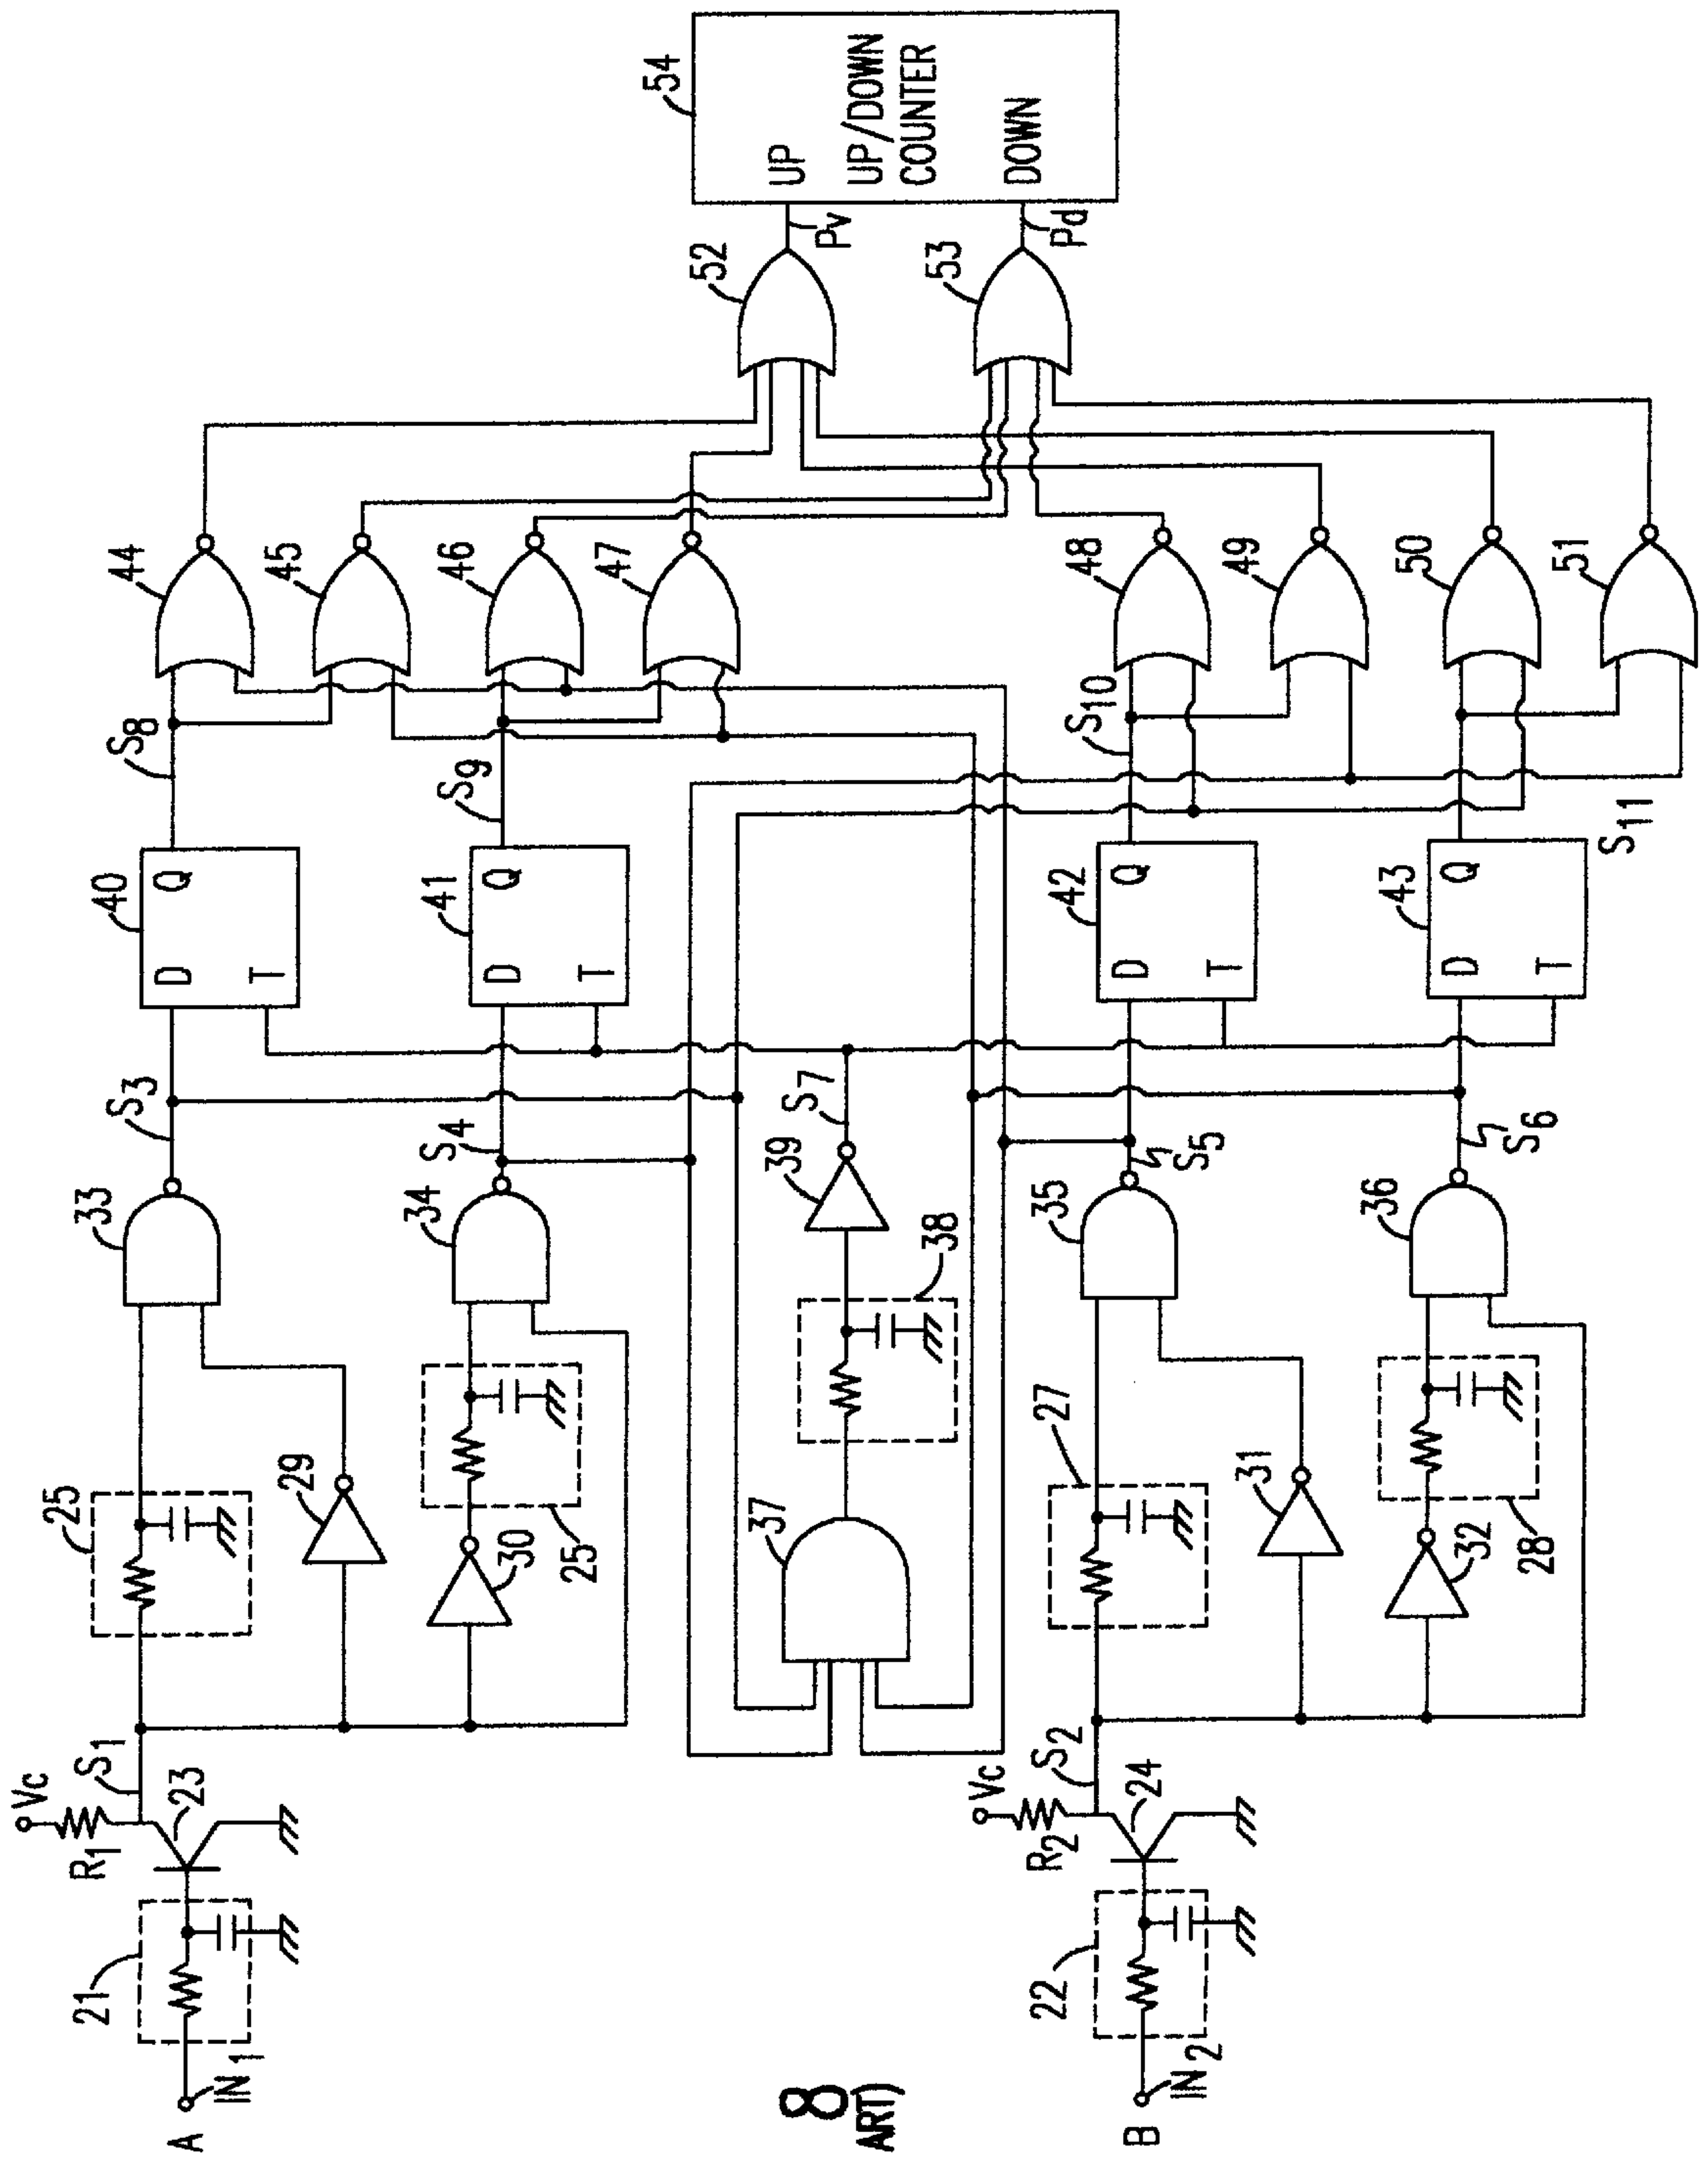 A
IN1
21
R1
Vc
23
S1
25
29
30
25
33
34
S3
S4
40
D
Q
T
41
D
Q
T
S8
S9
44
45
46
47
37
38
39
S7
B
IN2
22
R2
Vc
24
S2
27
31
32
28
35
36
S5
S6
42
D
Q
T
43
D
Q
T
S10
S11
48
49
50
51
52
53
Pv
Pd
54
UP
UP/DOWN
COUNTER
DOWN
8
ART)